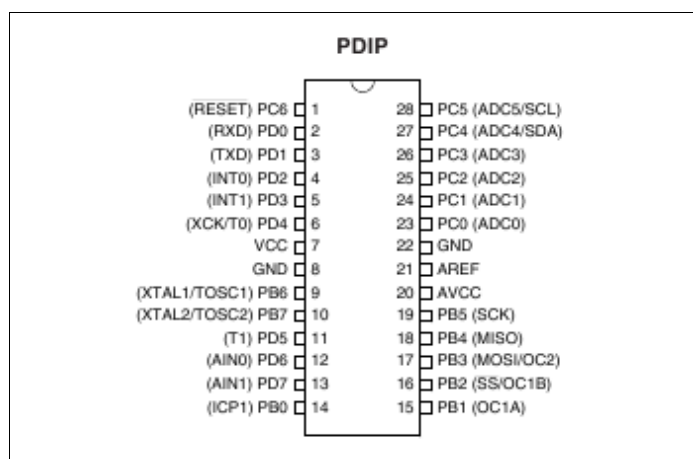 PDIP
(RESET) PC6 1 28 PC5 (ADC5/SCL)
(RXD) PD0 2 27 PC4 (ADC4/SDA)
(TXD) PD1 3 26 PC3 (ADC3)
(INT0) PD2 4 25 PC2 (ADC2)
(INT1) PD3 5 24 PC1 (ADC1)
(XCK/T0) PD4 6 23 PC0 (ADC0)
VCC 7 22 GND
GND 8 21 AREF
(XTAL1/TOSC1) PB6 9 20 AVCC
(XTAL2/TOSC2) PB7 10 19 PB5 (SCK)
(T1) PD5 11 18 PB4 (MISO)
(AIN0) PD6 12 17 PB3 (MOSI/OC2)
(AIN1) PD7 13 16 PB2 (SS/OC1B)
(ICP1) PB0 14 15 PB1 (OC1A)